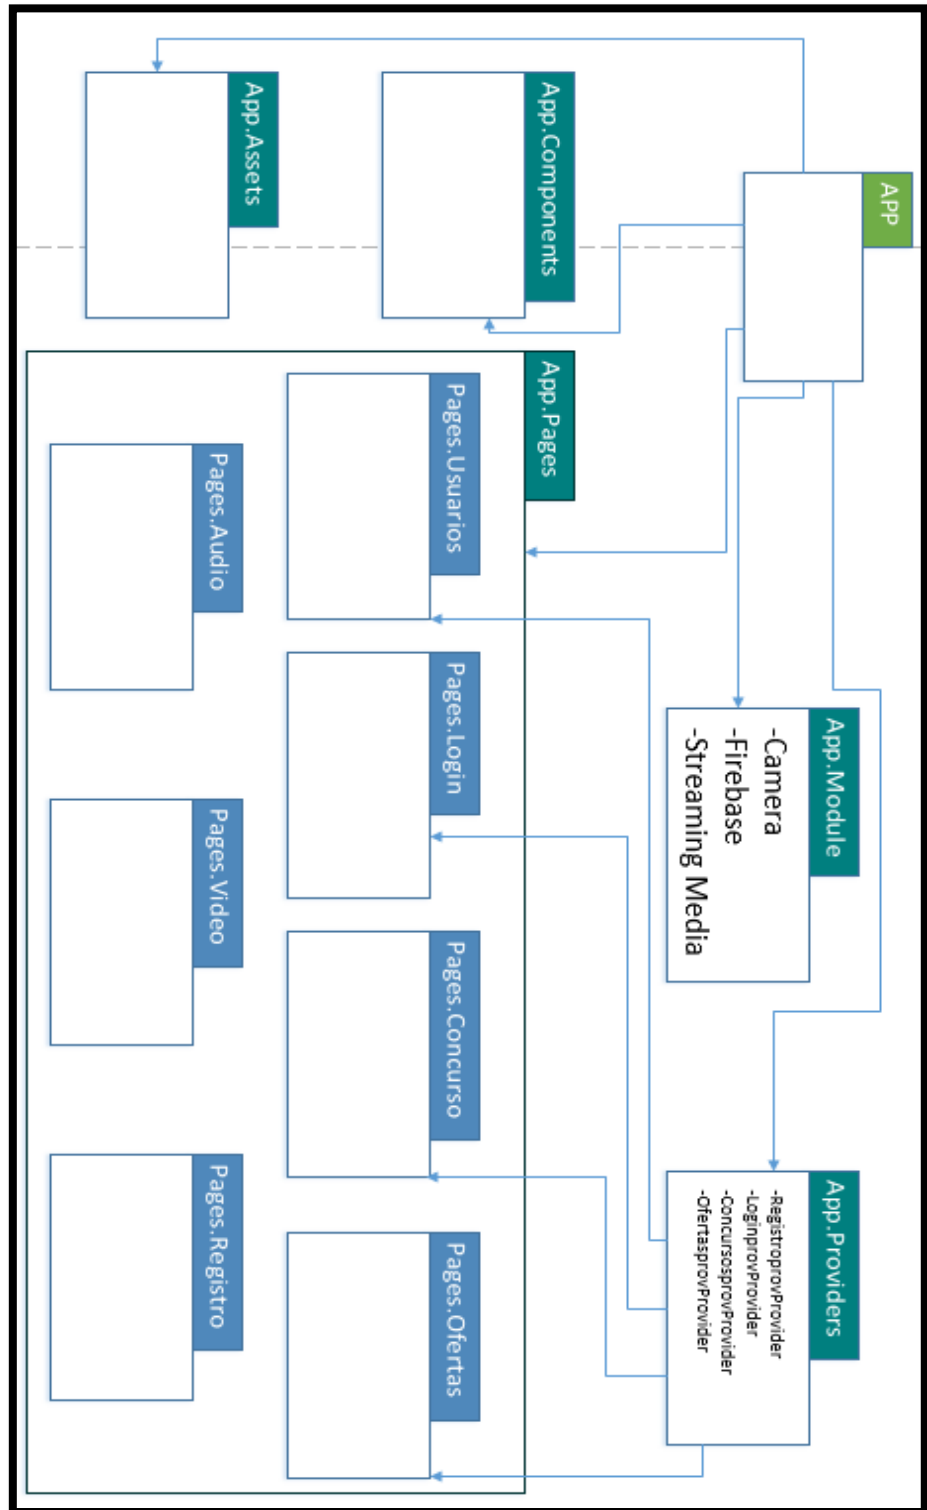 APP
App.Assets
App.Components
App.Module
-Camera
-Firebase
-Streaming Media
App.Providers
-RegistroprovProvider
-LoginprovProvider
-ConcursosprovProvider
-OfertasprovProvider
App.Pages
Pages.Usuarios
Pages.Login
Pages.Concurso
Pages.Ofertas
Pages.Audio
Pages.Video
Pages.Registro